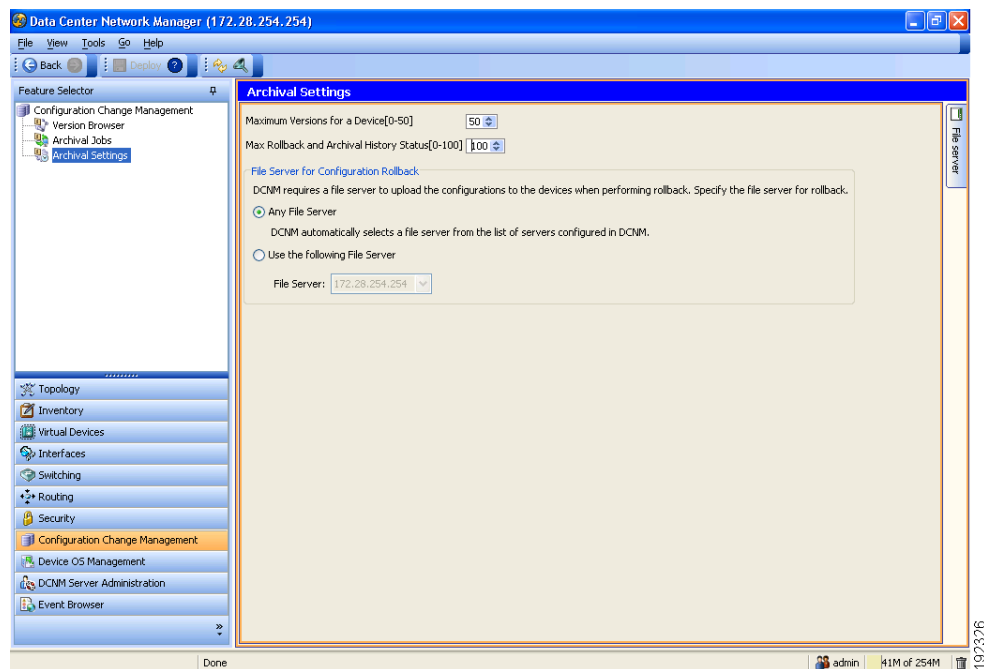 Data Center Network Manager (172.28.254.254)
File View Tools Go Help
Back Deploy ?
Feature Selector
Configuration Change Management
Version Browser
Archival Jobs
Archival Settings
Archival Settings
Maximum Versions for a Device[0-50] 50
Max Rollback and Archival History Status[0-100] 100
File Server for Configuration Rollback
DCNM requires a file server to upload the configurations to the devices when performing rollback. Specify the file server for rollback.
Any File Server
DCNM automatically selects a file server from the list of servers configured in DCNM.
Use the following File Server
File Server: 172.28.254.254
File server
Topology
Inventory
Virtual Devices
Interfaces
Switching
Routing
Security
Configuration Change Management
Device OS Management
DCNM Server Administration
Event Browser
Done
admin 41M of 254M
192326